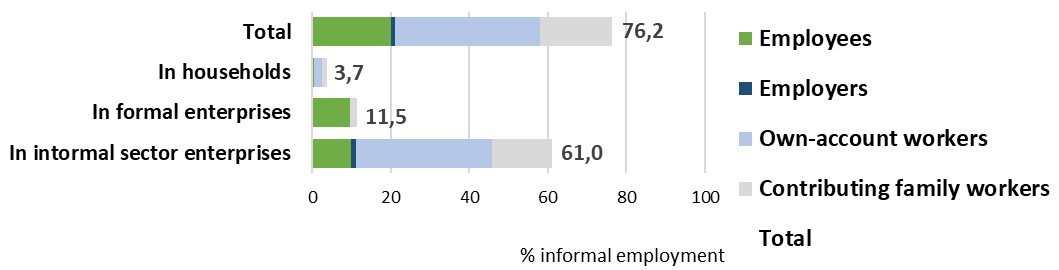 Total
76,2
In households
3,7
In formal enterprises
11,5
In intormal sector enterprises
61,0
0 20 40 60 80 100
% informal employment
Employees
Employers
Own-account workers
Contributing family workers
Total